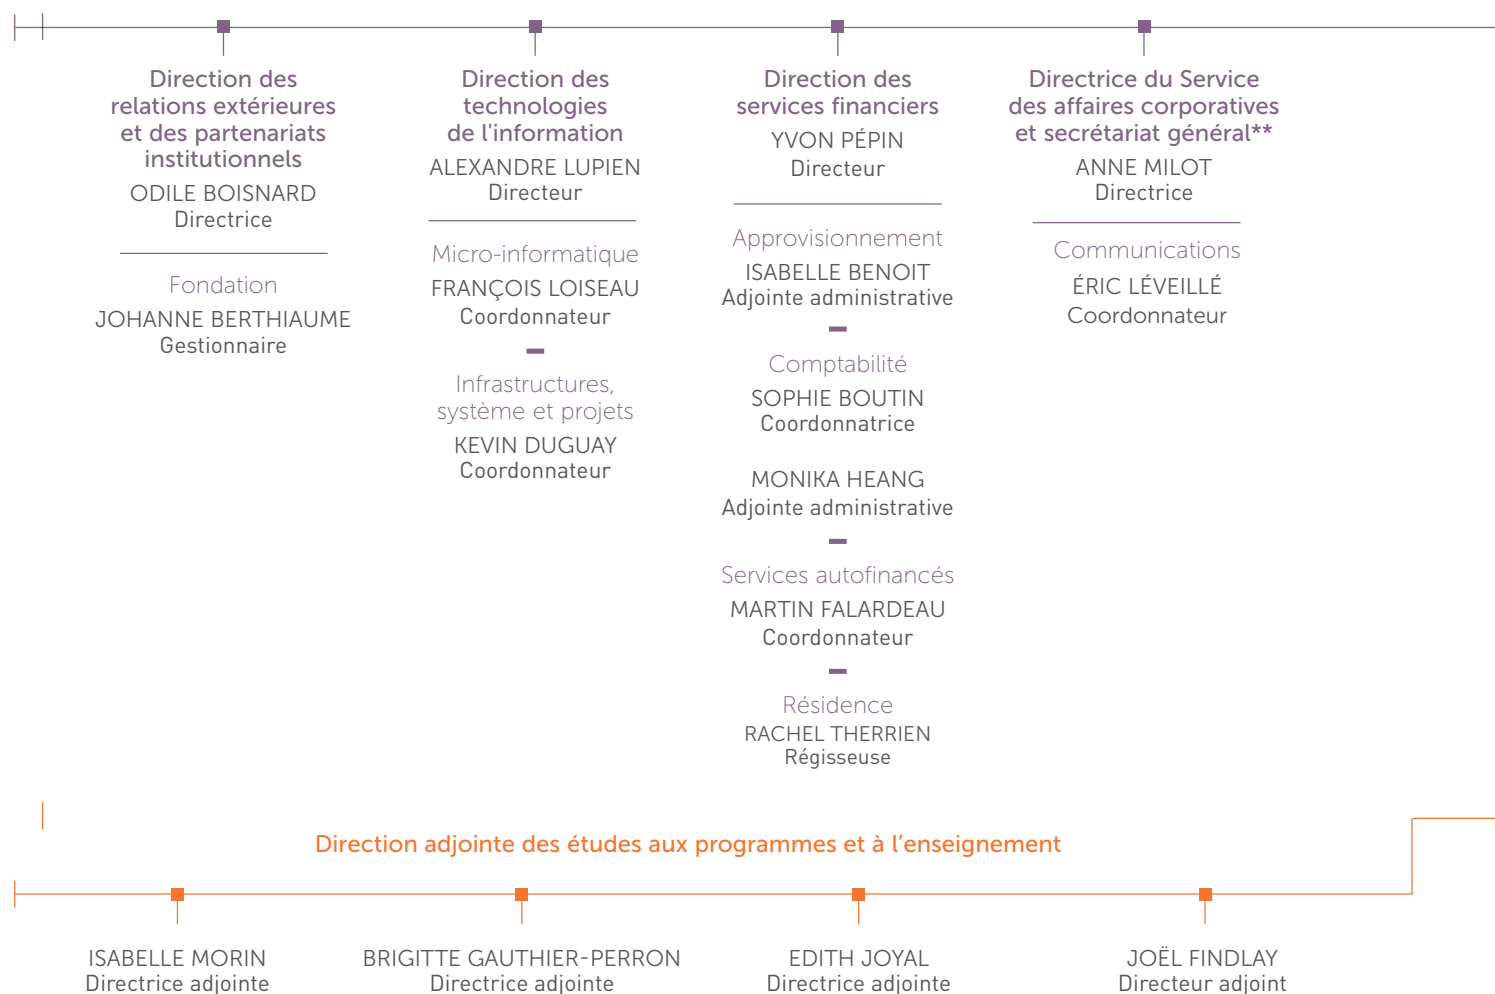 Direction des
relations extérieures
et des partenariats
institutionnels
ODILE BOISNARD
Directrice
Fondation
JOHANNE BERTHIAUME
Gestionnaire
Direction des
technologies
de l'information
ALEXANDRE LUPIEN
Directeur
Micro-informatique
FRANÇOIS LOISEAU
Coordonnateur
Infrastructures,
système et projets
KEVIN DUGUAY
Coordonnateur
Direction des
services financiers
YVON PÉPIN
Directeur
Approvisionnement
ISABELLE BENOIT
Adjointe administrative
Comptabilité
SOPHIE BOUTIN
Coordonnatrice
MONIKA HEANG
Adjointe administrative
Services autofinancés
MARTIN FALARDEAU
Coordonnateur
Résidence
RACHEL THERRIEN
Régisseuse
Directrice du Service
des affaires corporatives
et secrétariat général**
ANNE MILOT
Directrice
Communications
ÉRIC LÉVEILLÉ
Coordonnateur
Direction adjointe des études aux programmes et à l’enseignement
ISABELLE MORIN
Directrice adjointe
BRIGITTE GAUTHIER-PERRON
Directrice adjointe
EDITH JOYAL
Directrice adjointe
JOËL FINDLAY
Directeur adjoint